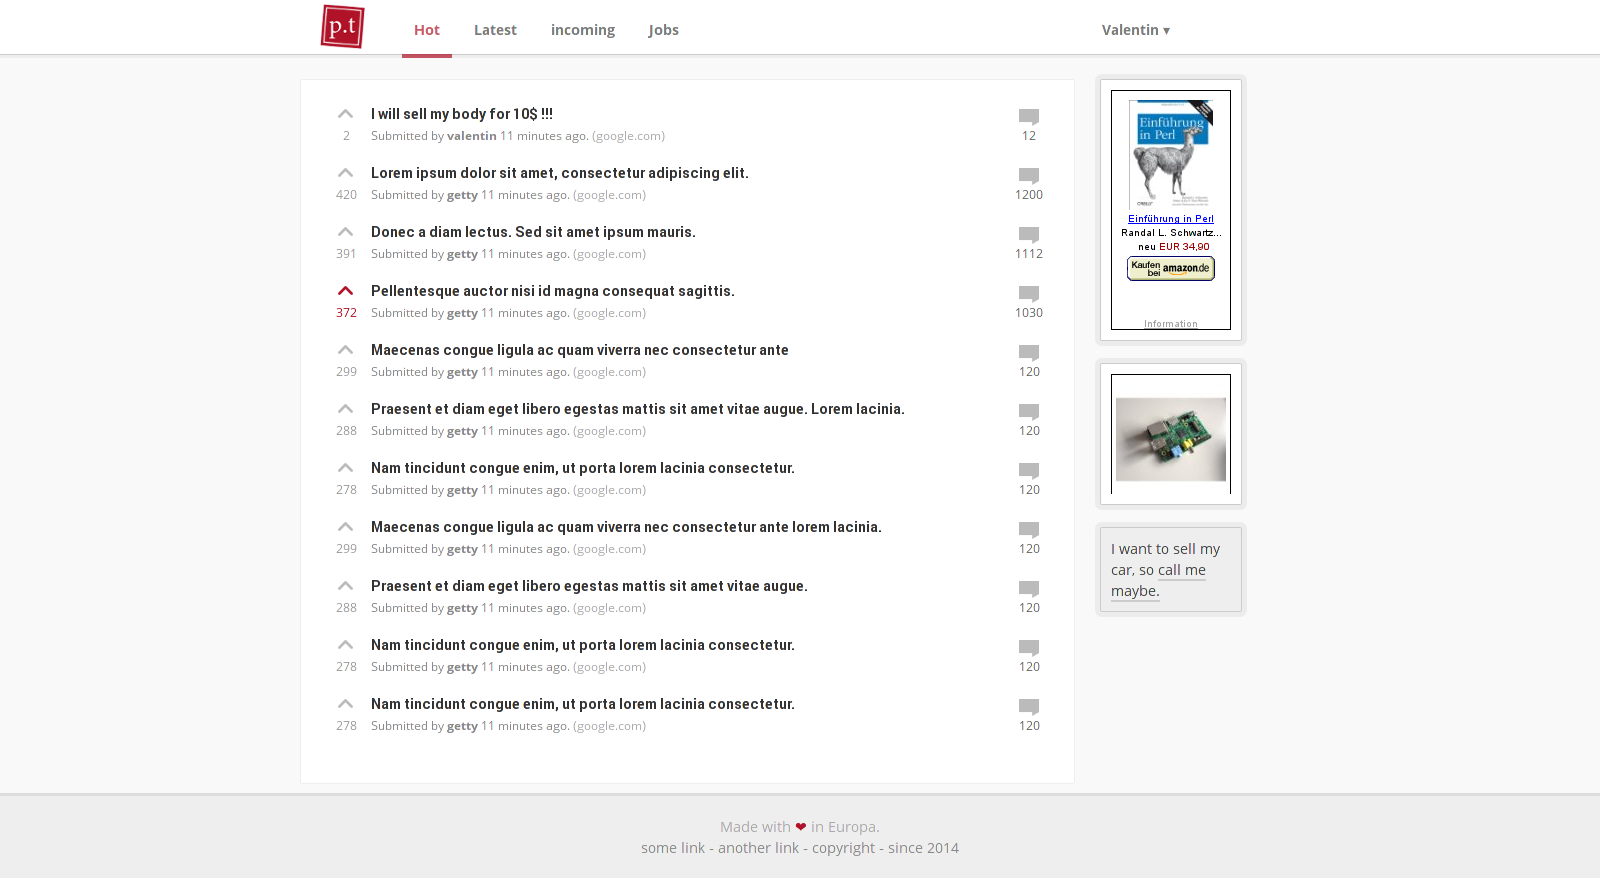 p.t
Hot
Latest
incoming
Jobs
Valentin ▾
I will sell my body for 10$ !!!
2
Submitted by valentin 11 minutes ago. (google.com)
12
Lorem ipsum dolor sit amet, consectetur adipiscing elit.
420
Submitted by getty 11 minutes ago. (google.com)
1200
Donec a diam lectus. Sed sit amet ipsum mauris.
391
Submitted by getty 11 minutes ago. (google.com)
1112
Pellentesque auctor nisi id magna consequat sagittis.
372
Submitted by getty 11 minutes ago. (google.com)
1030
Maecenas congue ligula ac quam viverra nec consectetur ante
299
Submitted by getty 11 minutes ago. (google.com)
120
Praesent et diam eget libero egestas mattis sit amet vitae augue. Lorem lacinia.
288
Submitted by getty 11 minutes ago. (google.com)
120
Nam tincidunt congue enim, ut porta lorem lacinia consectetur.
278
Submitted by getty 11 minutes ago. (google.com)
120
Maecenas congue ligula ac quam viverra nec consectetur ante lorem lacinia.
299
Submitted by getty 11 minutes ago. (google.com)
120
Praesent et diam eget libero egestas mattis sit amet vitae augue.
288
Submitted by getty 11 minutes ago. (google.com)
120
Nam tincidunt congue enim, ut porta lorem lacinia consectetur.
278
Submitted by getty 11 minutes ago. (google.com)
120
Nam tincidunt congue enim, ut porta lorem lacinia consectetur.
278
Submitted by getty 11 minutes ago. (google.com)
120
Einführung
in Perl
O'REILLY
Einführung in Perl
Randal L. Schwartz...
neu EUR 34,90
Kaufen
bei amazon.de
Information
I want to sell my
car, so call me
maybe.
Made with ❤ in Europa.
some link - another link - copyright - since 2014